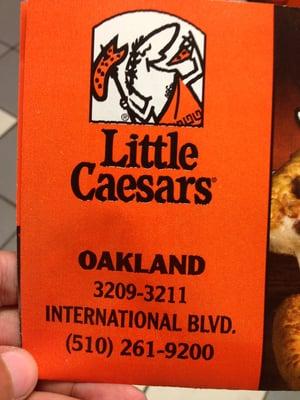 Little
Caesars®
OAKLAND
3209-3211
INTERNATIONAL BLVD.
(510) 261-9200